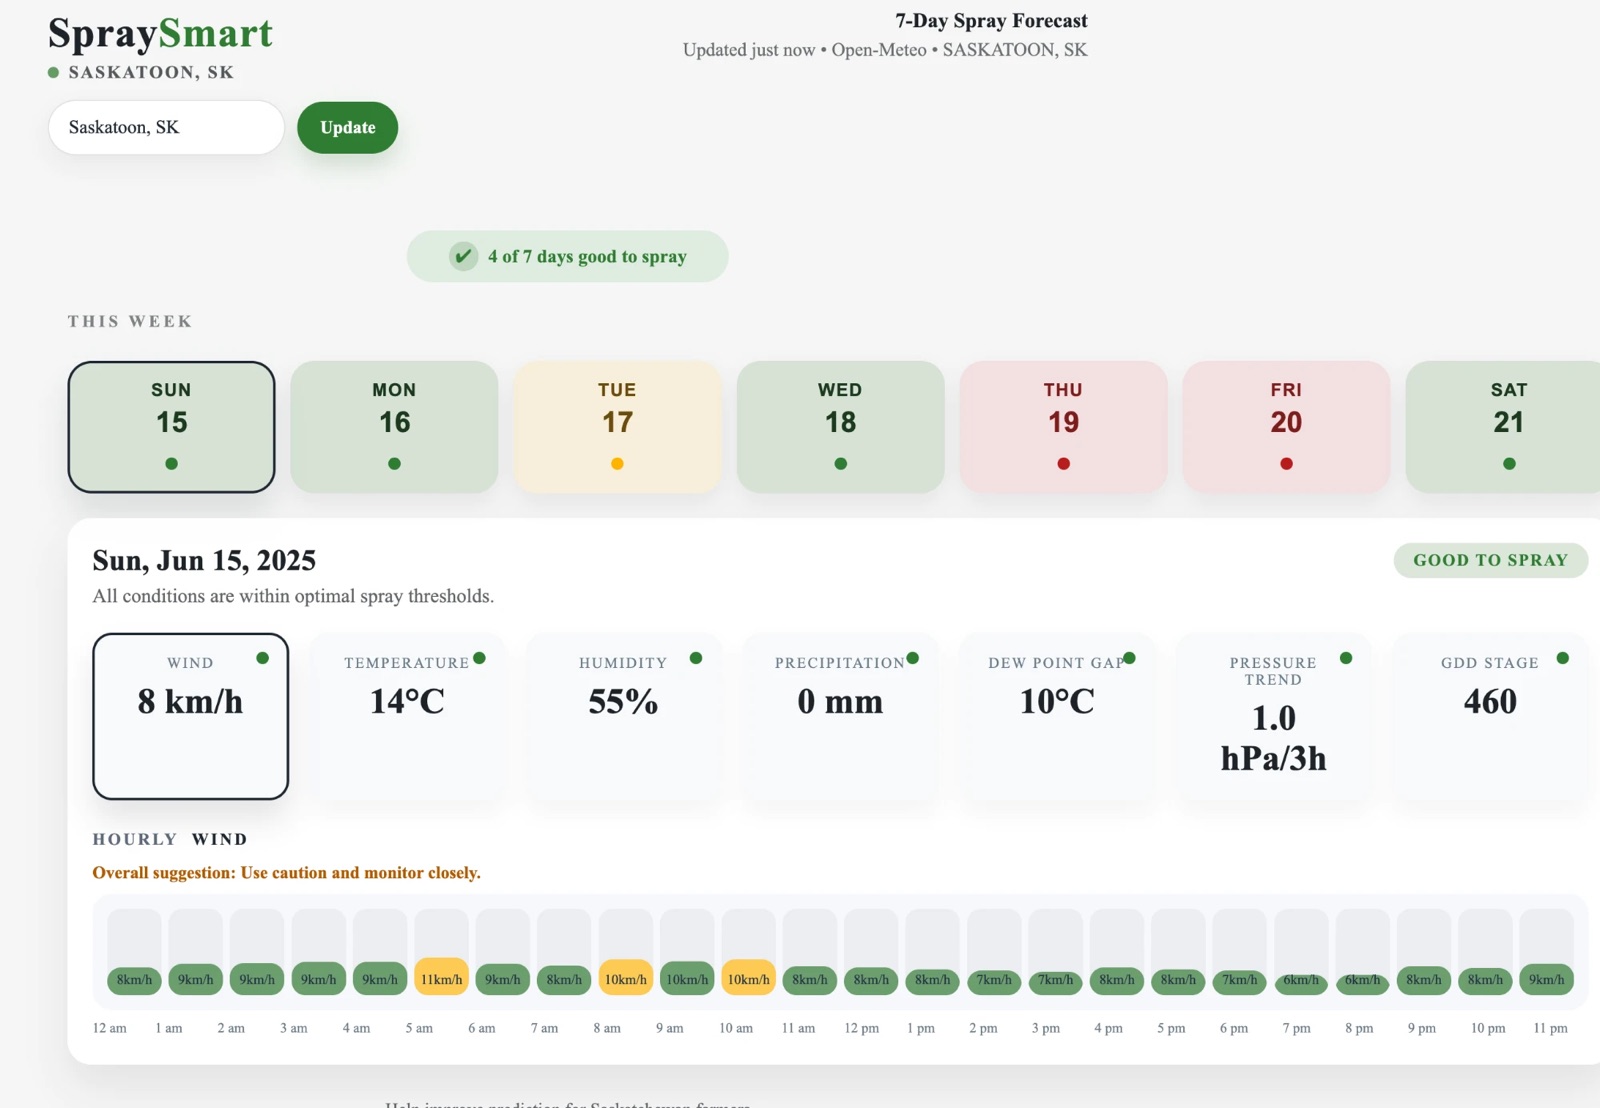 SpraySmart
SASKATOON, SK
7-Day Spray Forecast
Updated just now • Open-Meteo • SASKATOON, SK
Saskatoon, SK
Update
✔ 4 of 7 days good to spray
THIS WEEK
SUN
15
MON
16
TUE
17
WED
18
THU
19
FRI
20
SAT
21
Sun, Jun 15, 2025
GOOD TO SPRAY
All conditions are within optimal spray thresholds.
WIND
8 km/h
TEMPERATURE
14°C
HUMIDITY
55%
PRECIPITATION
0 mm
DEW POINT GAP
10°C
PRESSURE
TREND
1.0
hPa/3h
GDD STAGE
460
HOURLY WIND
Overall suggestion: Use caution and monitor closely.
8km/h 9km/h 9km/h 9km/h 9km/h 11km/h 9km/h 8km/h 10km/h 10km/h 10km/h 8km/h 8km/h 8km/h 7km/h 7km/h 8km/h 8km/h 7km/h 6km/h 6km/h 8km/h 8km/h 9km/h
12 am 1 am 2 am 3 am 4 am 5 am 6 am 7 am 8 am 9 am 10 am 11 am 12 pm 1 pm 2 pm 3 pm 4 pm 5 pm 6 pm 7 pm 8 pm 9 pm 10 pm 11 pm
Help improve prediction for Saskatchewan farmers